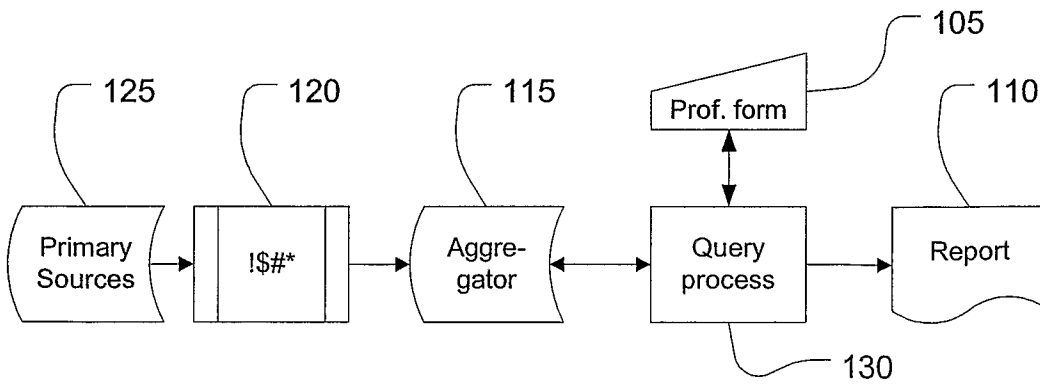 105
125
120
115
110
Prof. form
Primary
Sources
!$#*
Aggre-
gator
Query
process
Report
130